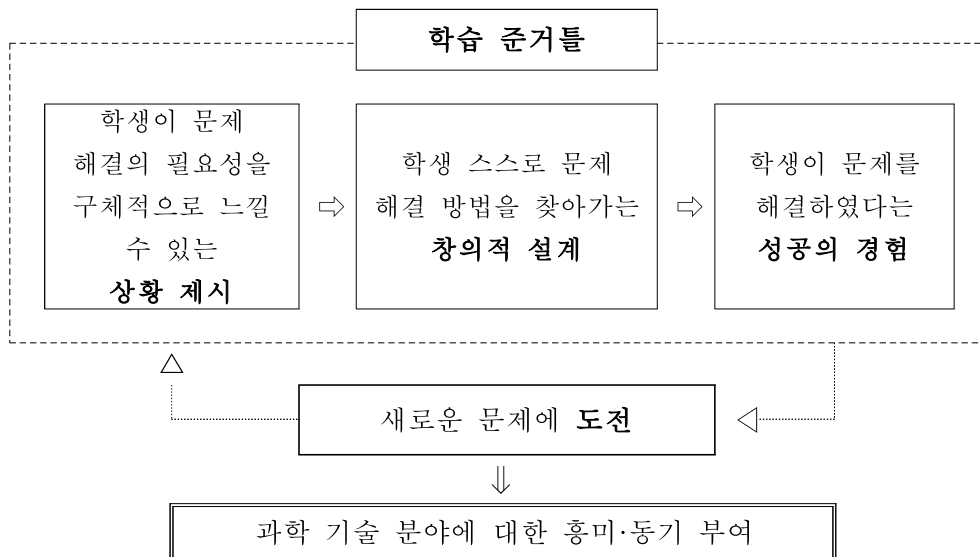 학습 준거틀
학생이 문제
해결의 필요성을
구체적으로 느낄
수 있는
상황 제시
⇨
학생 스스로 문제
해결 방법을 찾아가는
창의적 설계
⇨
학생이 문제를
해결하였다는
성공의 경험
새로운 문제에 도전
과학 기술 분야에 대한 흥미·동기 부여